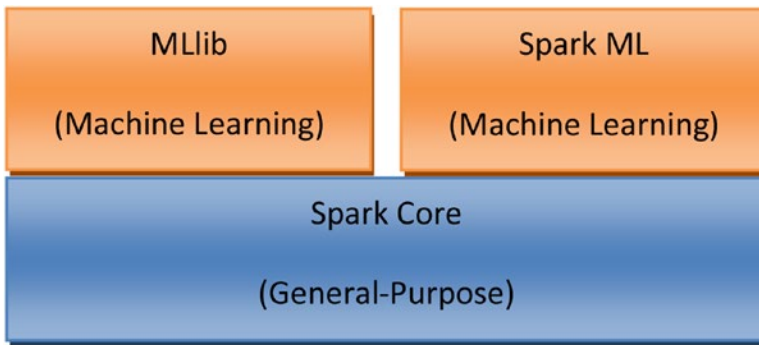 MLlib
(Machine Learning)
Spark ML
(Machine Learning)
Spark Core
(General-Purpose)